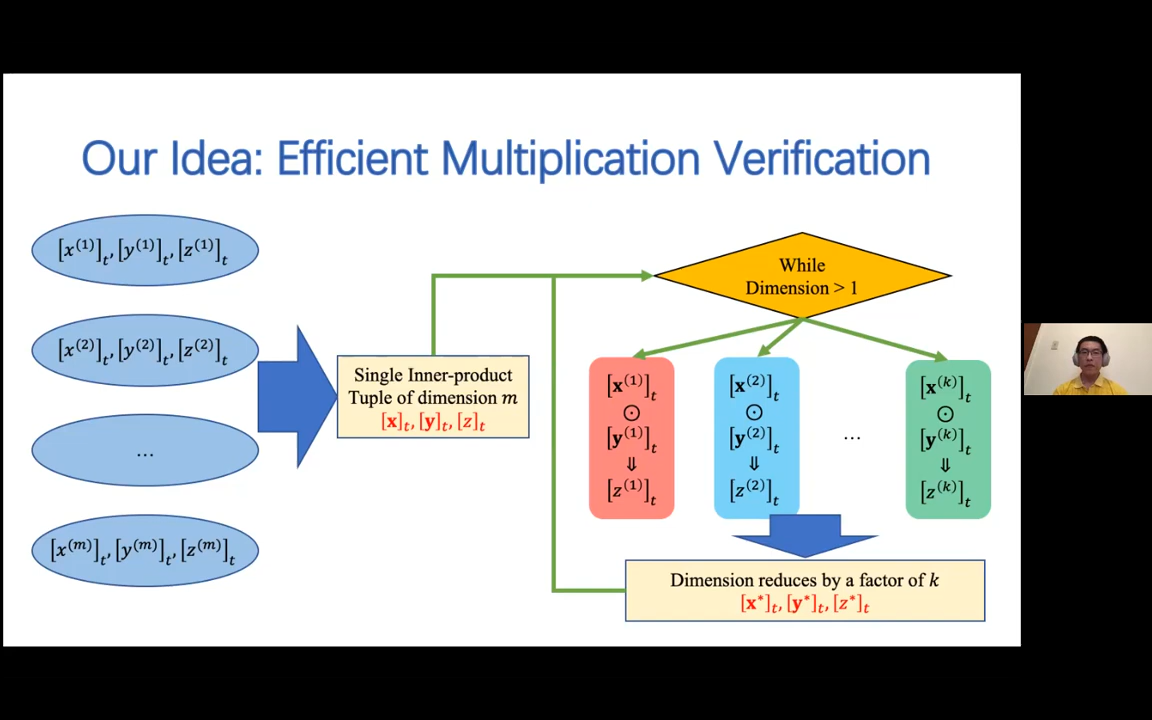 Our Idea: Efficient Multiplication Verification
[x^(1)]_t, [y^(1)]_t, [z^(1)]_t
[x^(2)]_t, [y^(2)]_t, [z^(2)]_t
...
[x^(m)]_t, [y^(m)]_t, [z^(m)]_t
Single Inner-product
Tuple of dimension m
[x]_t, [y]_t, [z]_t
While
Dimension > 1
[x^(1)]_t
⊙
[y^(1)]_t
⇓
[z^(1)]_t
[x^(2)]_t
⊙
[y^(2)]_t
⇓
[z^(2)]_t
...
[x^(k)]_t
⊙
[y^(k)]_t
⇓
[z^(k)]_t
Dimension reduces by a factor of k
[x*]_t, [y*]_t, [z*]_t